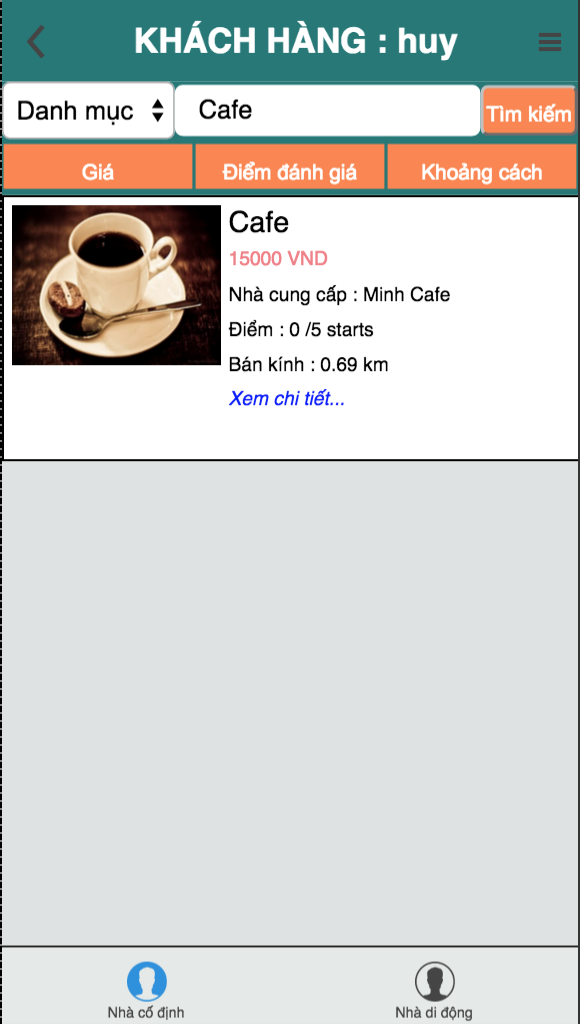 KHÁCH HÀNG : huy
Danh mục Cafe Tìm kiếm
Giá Điểm đánh giá Khoảng cách
Cafe
15000 VND
Nhà cung cấp : Minh Cafe
Điểm : 0 /5 starts
Bán kính : 0.69 km
Xem chi tiết...
Nhà cố định Nhà di động